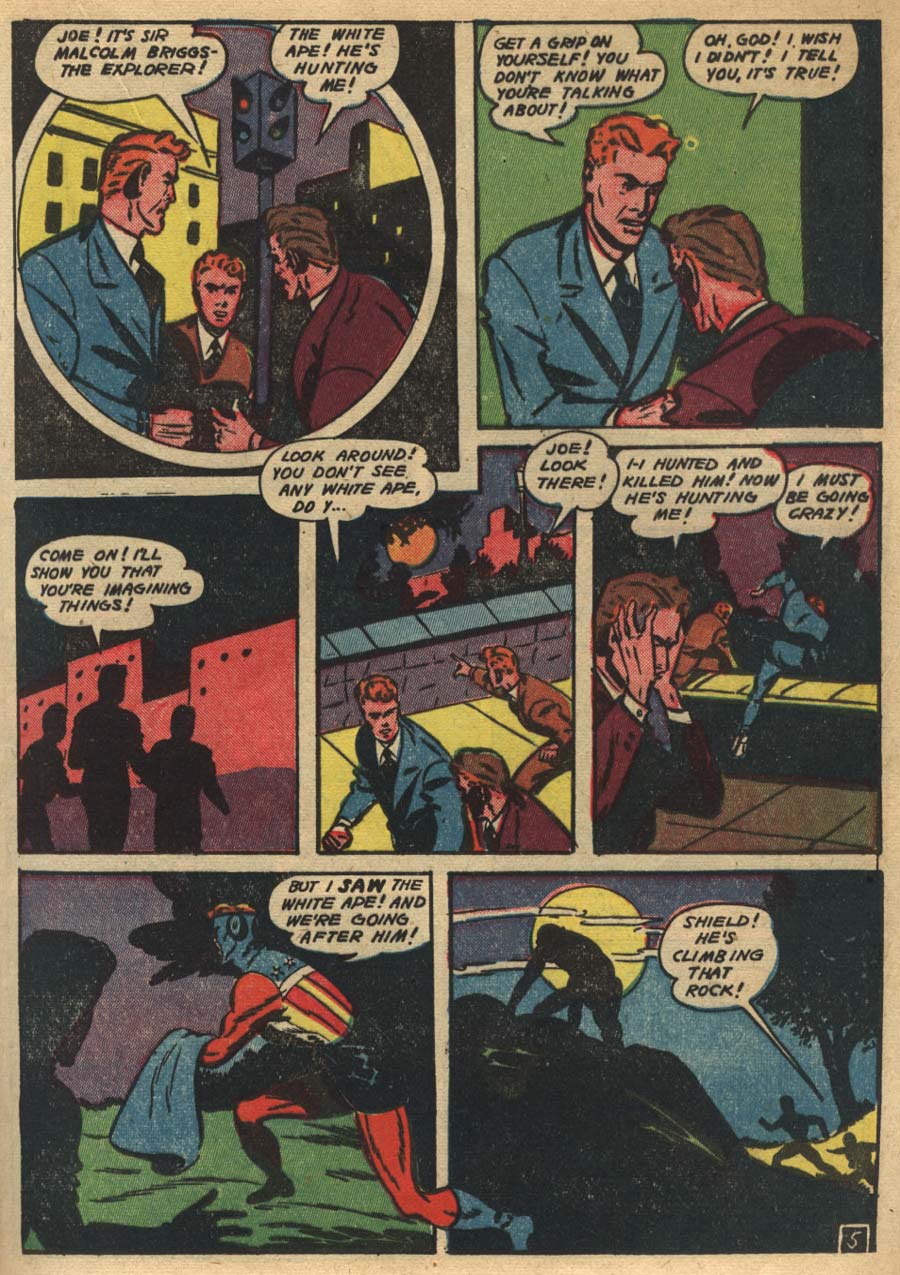 JOE! IT'S SIR
MALCOLM BRIGGS-
THE EXPLORER!
THE WHITE
APE! HE'S
HUNTING
ME!
GET A GRIP ON
YOURSELF! YOU
DON'T KNOW WHAT
YOU'RE TALKING
ABOUT!
OH, GOD! I WISH
I DIDN'T! I TELL
YOU, IT'S TRUE!
COME ON! I'LL
SHOW YOU THAT
YOU'RE IMAGINING
THINGS!
LOOK AROUND!
YOU DON'T SEE
ANY WHITE APE,
DO Y...
JOE!
LOOK
THERE!
I-I HUNTED AND
KILLED HIM! NOW
HE'S HUNTING
ME!
I MUST
BE GOING
CRAZY!
BUT I SAW THE
WHITE APE! AND
WE'RE GOING
AFTER HIM!
SHIELD!
HE'S
CLIMBING
THAT
ROCK!
5